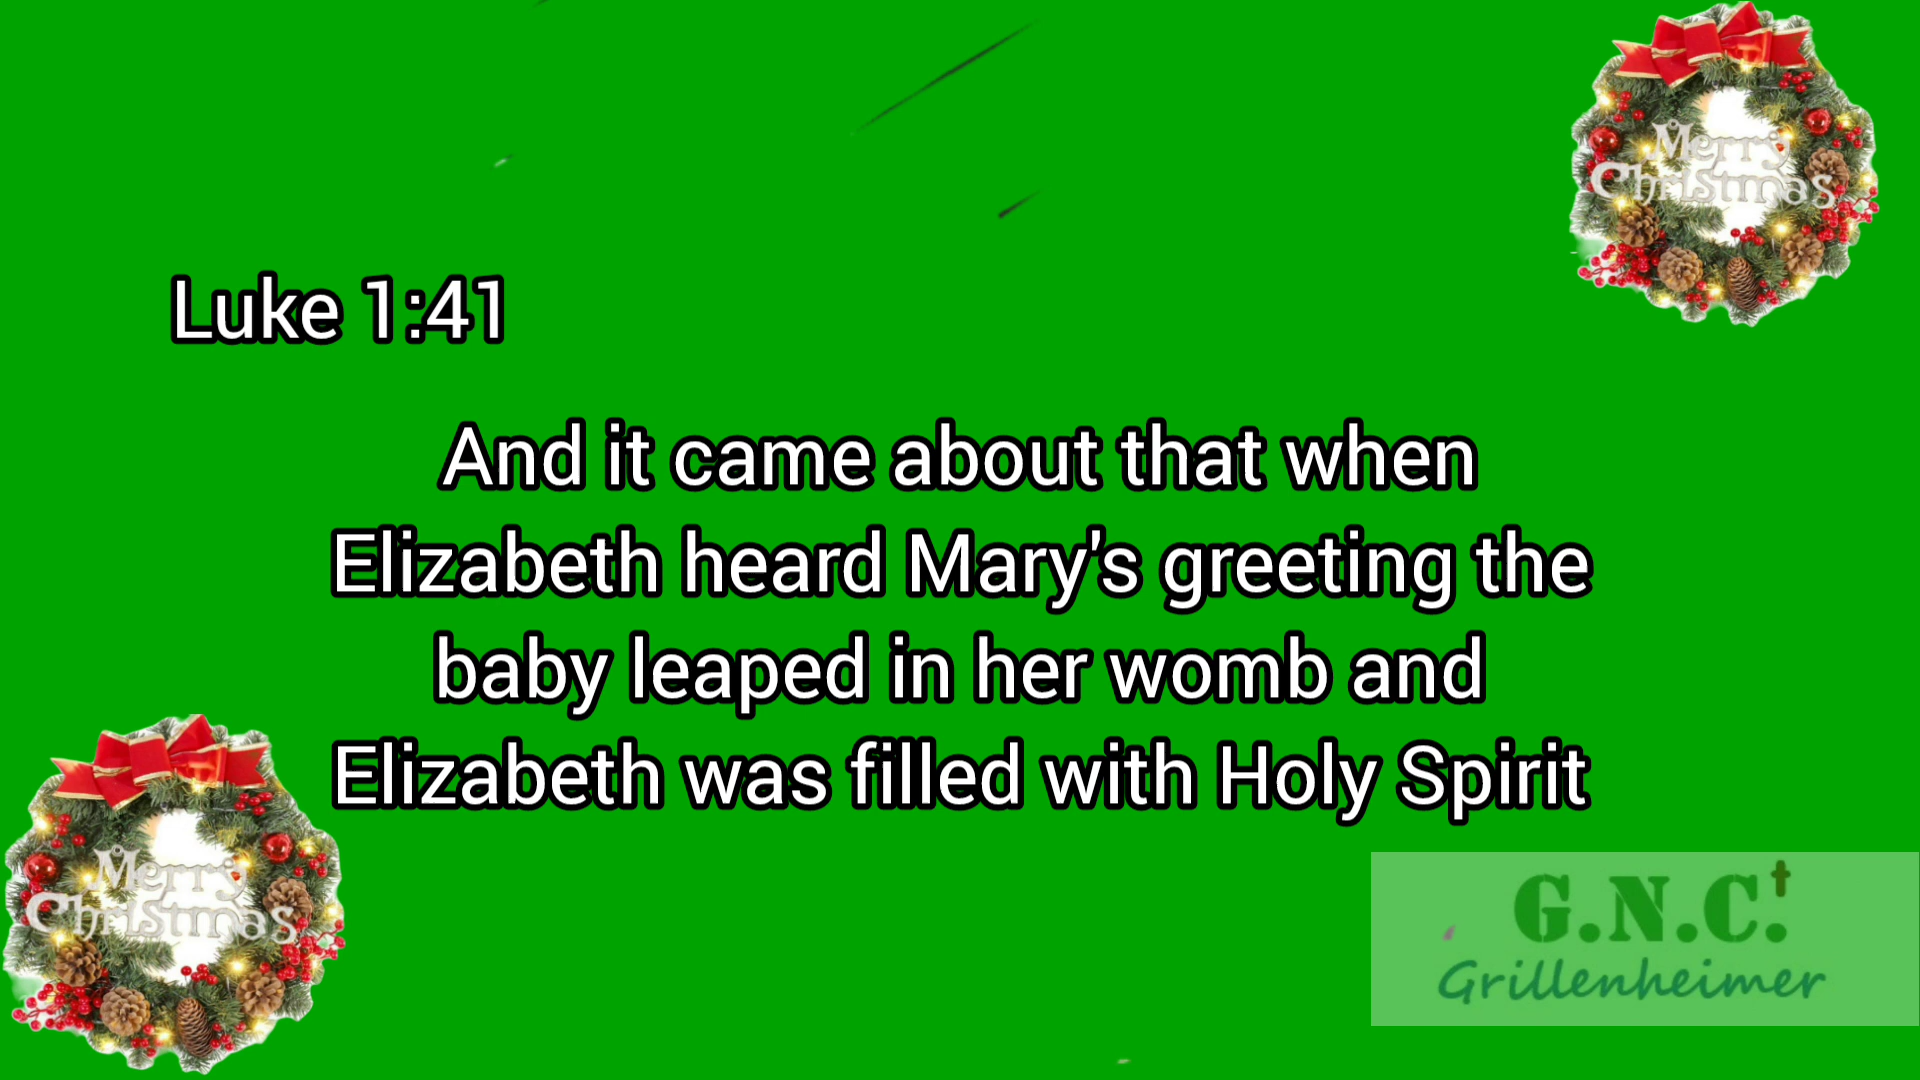 Merry
Christmas
Luke 1:41
And it came about that when
Elizabeth heard Mary's greeting the
baby leaped in her womb and
Elizabeth was filled with Holy Spirit
Merry
Christmas
G.N.C.
Grillenheimer